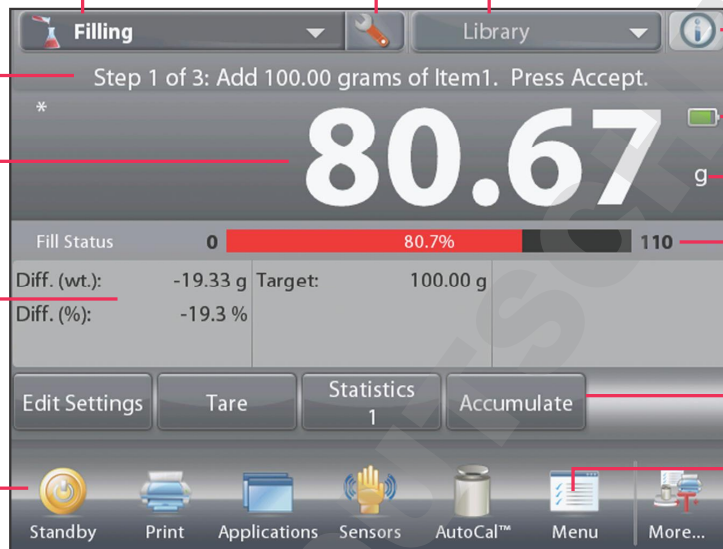 Filling Library
Step 1 of 3: Add 100.00 grams of Item1. Press Accept.
*
80.67
g
Fill Status 0 80.7% 110
Diff. (wt.): -19.33 g Target: 100.00 g
Diff. (%): -19.3 %
Edit Settings Tare Statistics Accumulate
1
Standby Print Applications Sensors AutoCal™ Menu More...